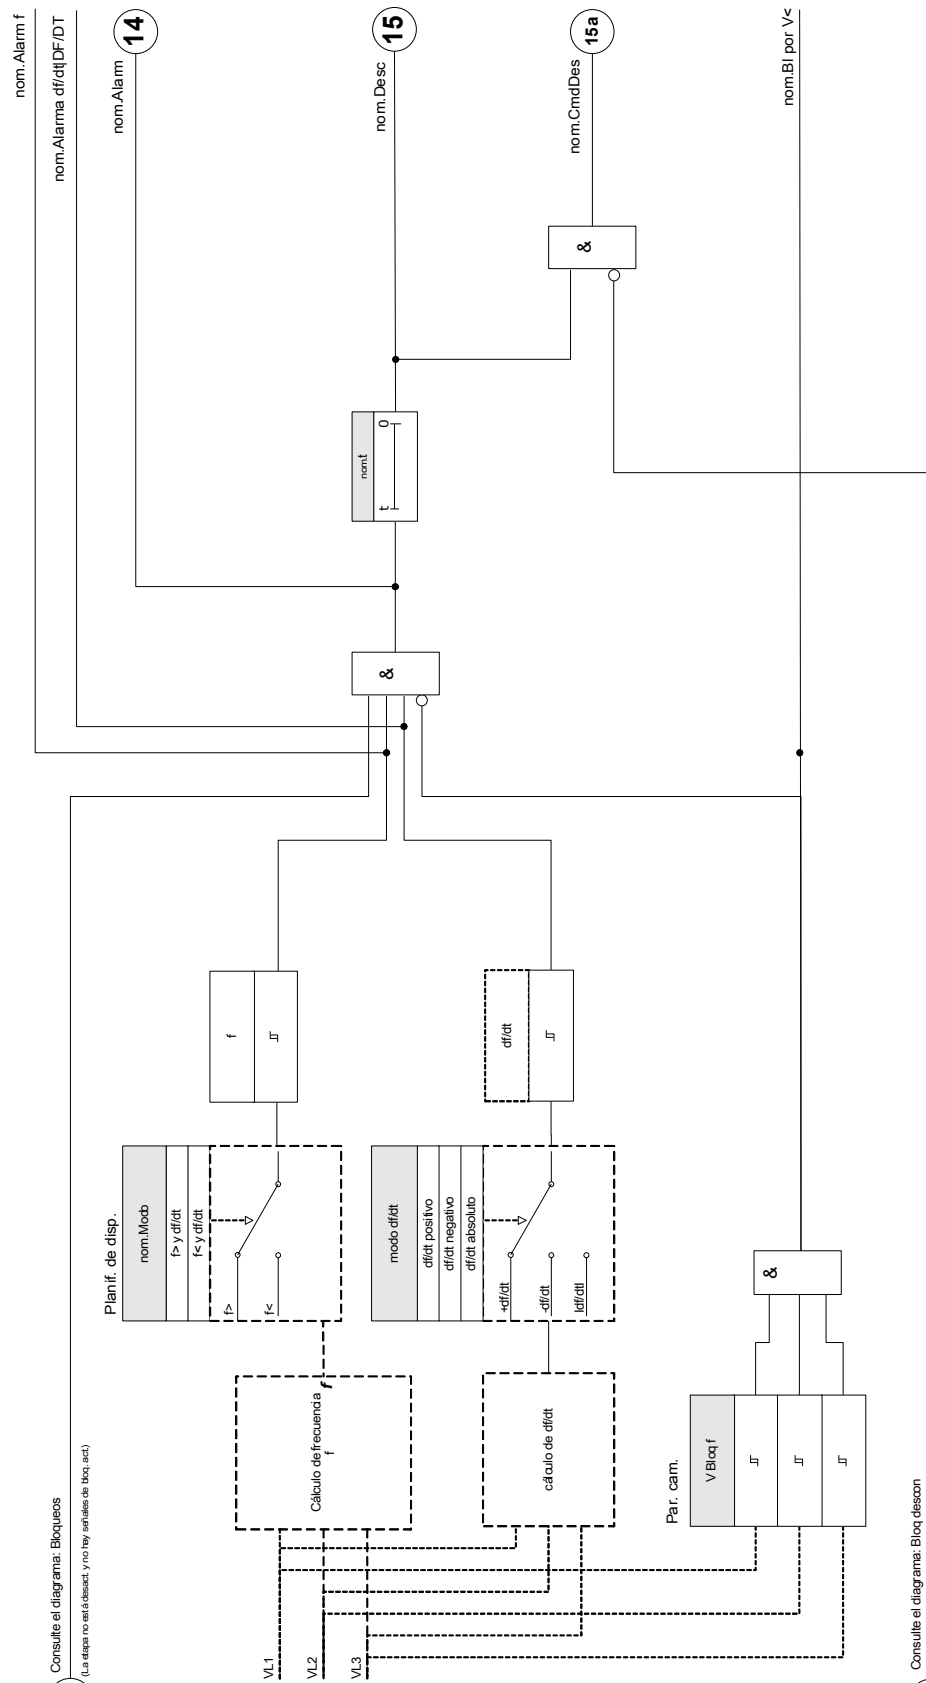 nom.Alarm f
nom.Alarma df/dt|DF/DT
14
nom.Alarm
15
nom.Desc
15a
nom.CmdDes
nom.Bl por V<
&
nom.t
t
0
&
Consulte el diagrama: Bloqueos
(La etapa no está desact. y no hay señales de bloq. act.)
Planif. de disp.
nom.Modo
f> y df/dt
f< y df/dt
f>
f<
f
Cálculo de frecuencia
f
f
modo df/dt
df/dt positivo
df/dt negativo
df/dt absoluto
+df/dt
-df/dt
|df/dt|
df/dt
cálculo de df/dt
VL1
VL2
VL3
Par. cam.
V Bloq f
&
Consulte el diagrama: Bloq descon